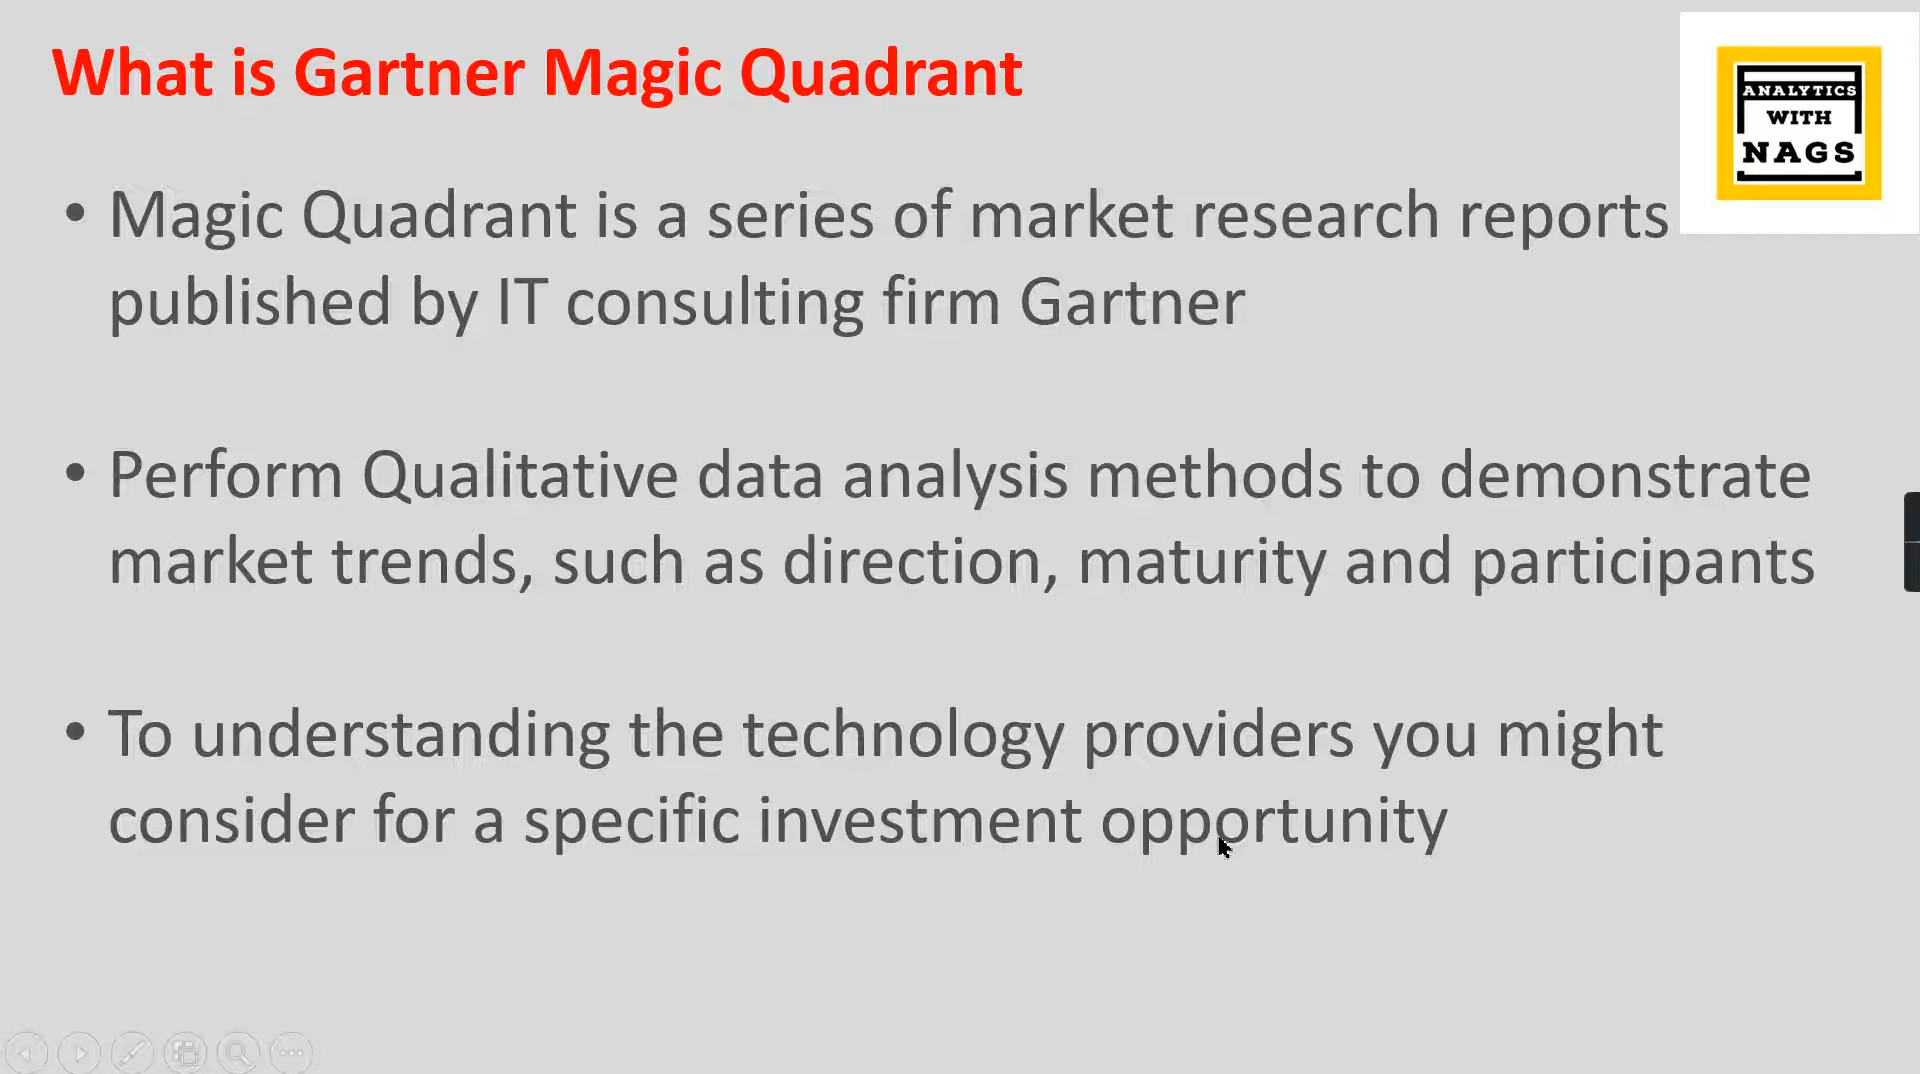 What is Gartner Magic Quadrant
ANALYTICS
WITH
NAGS
• Magic Quadrant is a series of market research reports
published by IT consulting firm Gartner
• Perform Qualitative data analysis methods to demonstrate
market trends, such as direction, maturity and participants
• To understanding the technology providers you might
consider for a specific investment opportunity